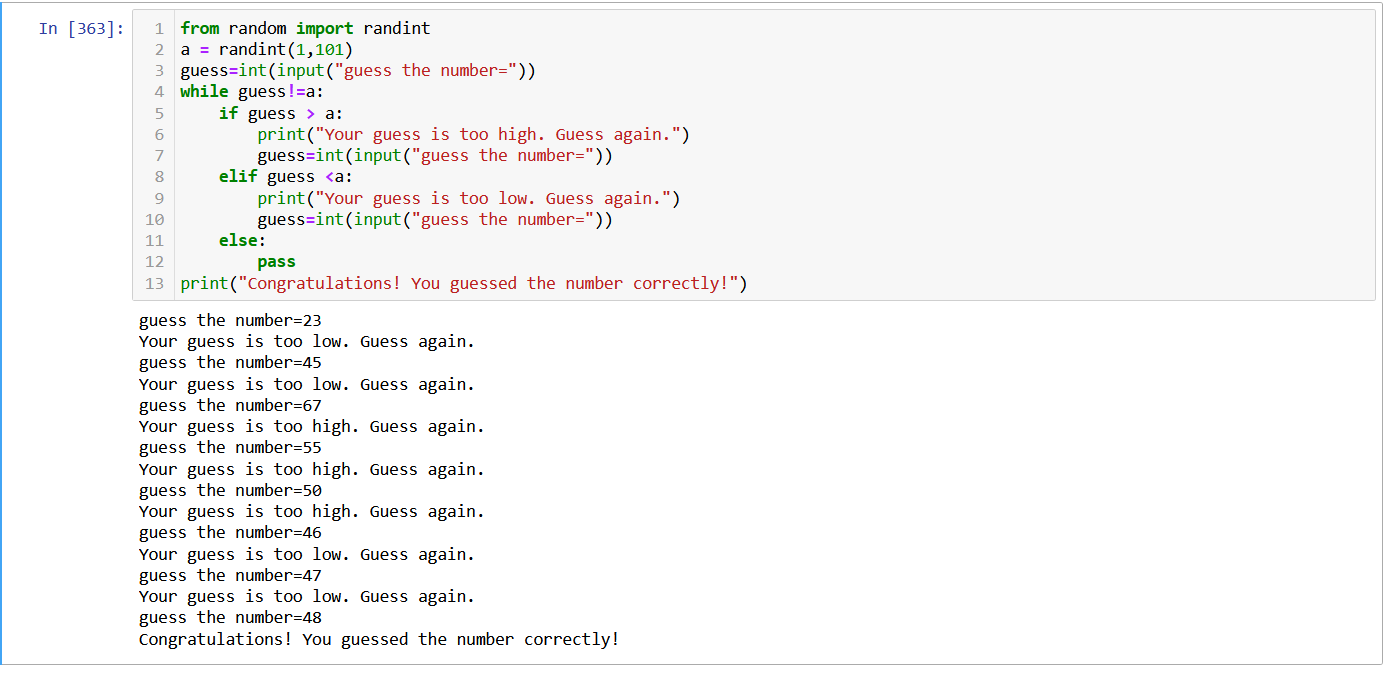 In [363]:
1 from random import randint
2 a = randint(1,101)
3 guess=int(input("guess the number="))
4 while guess!=a:
5     if guess > a:
6         print("Your guess is too high. Guess again.")
7         guess=int(input("guess the number="))
8     elif guess <a:
9         print("Your guess is too low. Guess again.")
10         guess=int(input("guess the number="))
11     else:
12         pass
13 print("Congratulations! You guessed the number correctly!")
guess the number=23
Your guess is too low. Guess again.
guess the number=45
Your guess is too low. Guess again.
guess the number=67
Your guess is too high. Guess again.
guess the number=55
Your guess is too high. Guess again.
guess the number=50
Your guess is too high. Guess again.
guess the number=46
Your guess is too low. Guess again.
guess the number=47
Your guess is too low. Guess again.
guess the number=48
Congratulations! You guessed the number correctly!